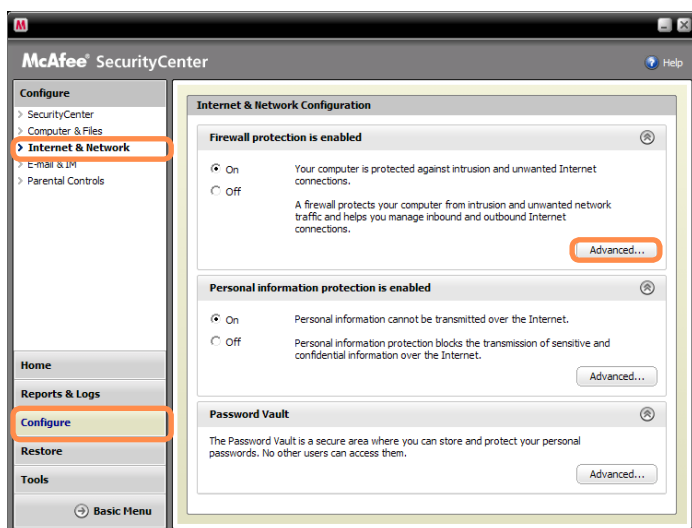 McAfee® SecurityCenter
Help
Configure
> SecurityCenter
> Computer & Files
> Internet & Network
> E-mail & IM
> Parental Controls
Home
Reports & Logs
Configure
Restore
Tools
Basic Menu
Internet & Network Configuration
Firewall protection is enabled
On
Off
Your computer is protected against intrusion and unwanted Internet
connections.
A firewall protects your computer from intrusion and unwanted network
traffic and helps you manage inbound and outbound Internet
connections.
Advanced...
Personal information protection is enabled
On
Off
Personal information cannot be transmitted over the Internet.
Personal information protection blocks the transmission of sensitive and
confidential information over the Internet.
Advanced...
Password Vault
The Password Vault is a secure area where you can store and protect your personal
passwords. No other users can access them.
Advanced...